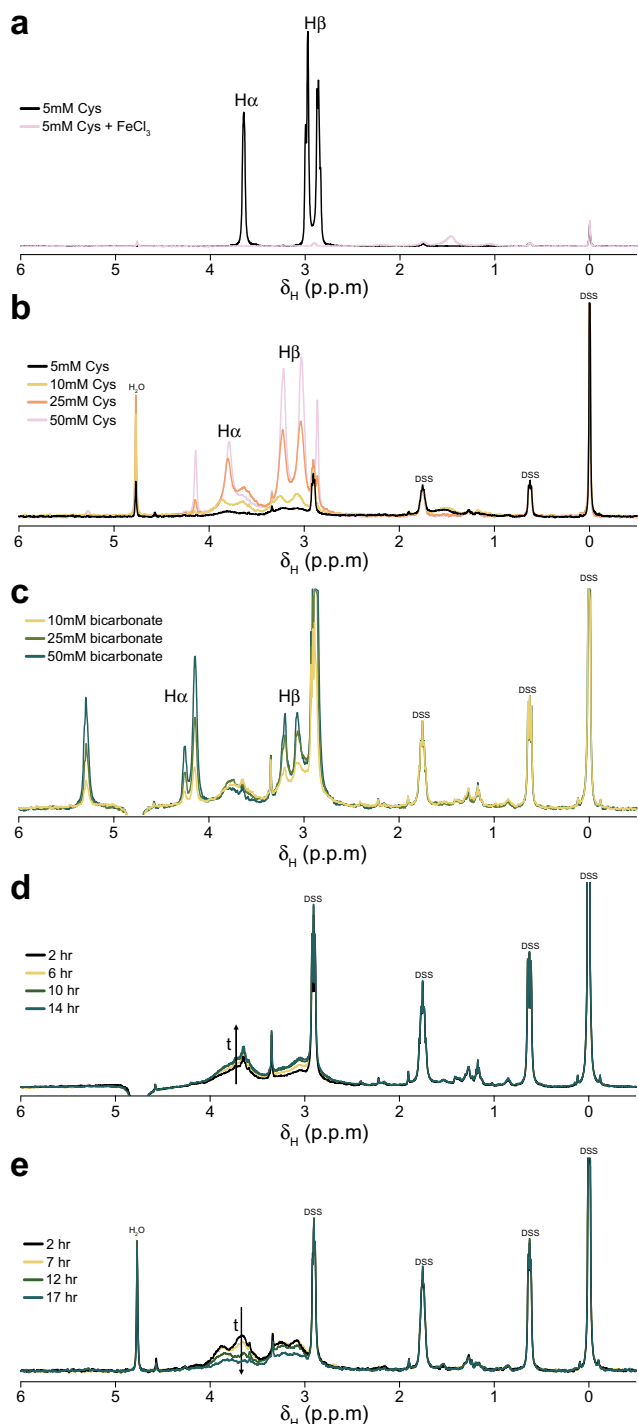 a
Hβ
Hα
5mM Cys
5mM Cys + FeCl₃
6 5 4 3 2 1 0
δH (p.p.m)
b
DSS
Hβ
5mM Cys
10mM Cys
25mM Cys
50mM Cys
H₂O
Hα
DSS
DSS
6 5 4 3 2 1 0
δH (p.p.m)
c
DSS
10mM bicarbonate
25mM bicarbonate
50mM bicarbonate
Hα
Hβ
DSS
DSS
6 5 4 3 2 1 0
δH (p.p.m)
d
DSS
DSS
2 hr
6 hr
10 hr
14 hr
DSS
DSS
t
6 5 4 3 2 1 0
δH (p.p.m)
e
DSS
2 hr
7 hr
12 hr
17 hr
H₂O
DSS
DSS
DSS
t
6 5 4 3 2 1 0
δH (p.p.m)